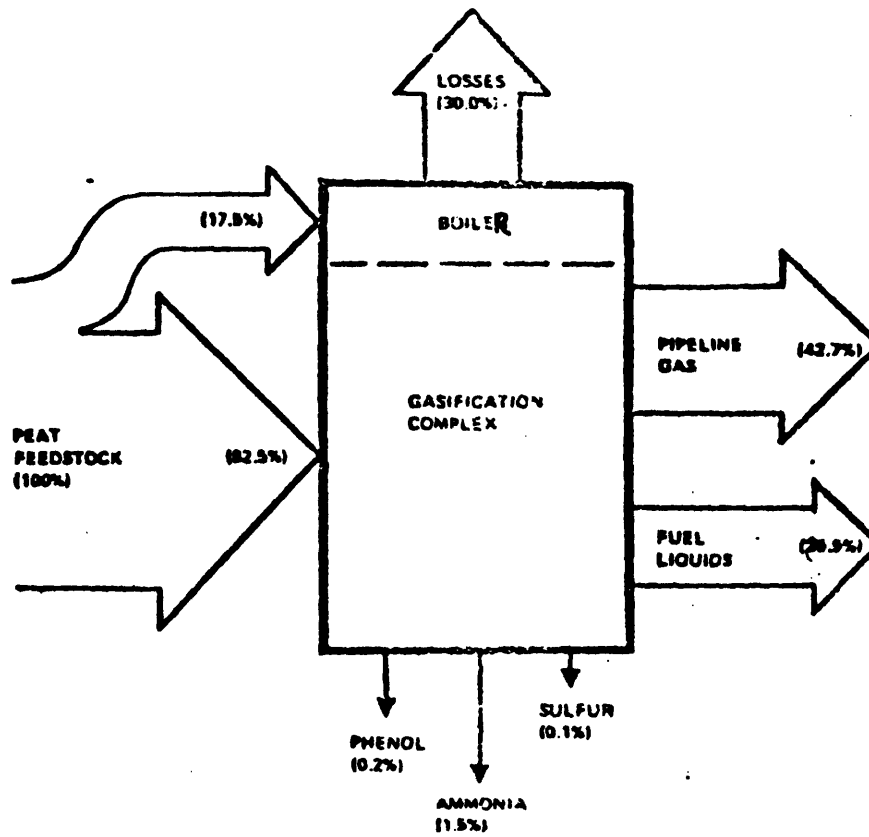 LOSSES
(30.0%)
(17.5%)
BOILER
PIPELINE
GAS
(42.7%)
GASIFICATION
COMPLEX
PEAT
FEEDSTOCK
(100%)
(82.5%)
FUEL
LIQUIDS
PHENOL
(0.2%)
SULFUR
(0.1%)
AMMONIA
(1.5%)